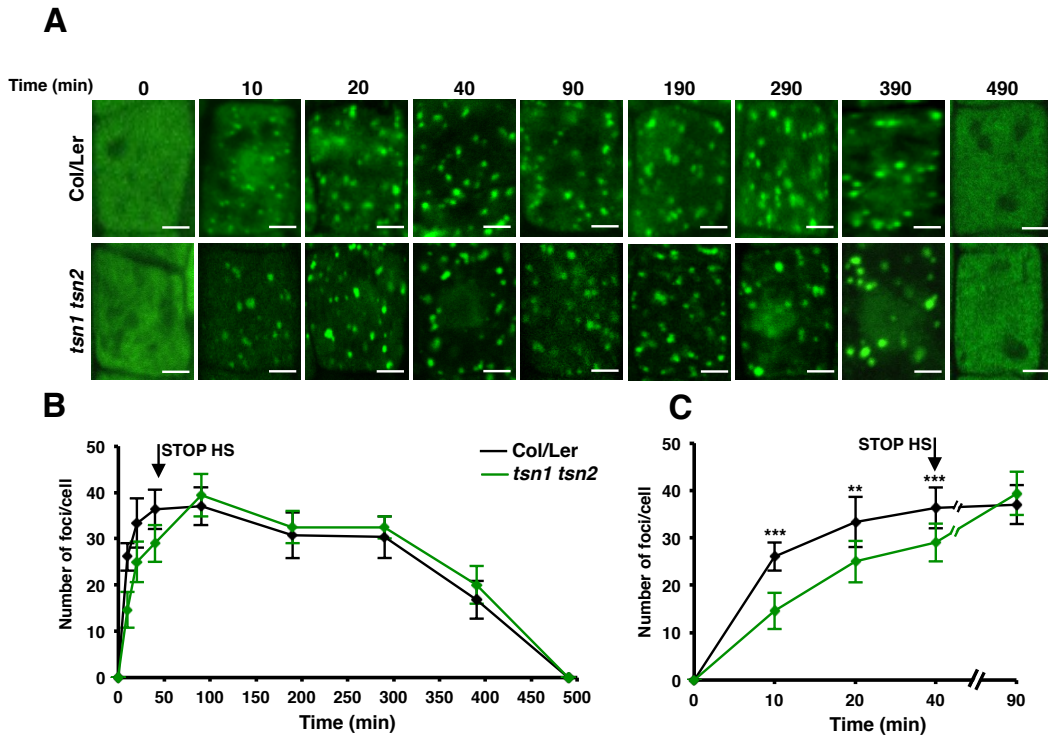 A
Time (min) 0 10 20 40 90 190 290 390 490
Col/Ler
tsn1 tsn2
B
STOP HS
Col/Ler
tsn1 tsn2
Number of foci/cell
50
40
30
20
10
0
0 50 100 150 200 250 300 350 400 450 500
Time (min)
C
STOP HS
Number of foci/cell
50
40
30
20
10
0
***
**
***
0 10 20 40 90
Time (min)